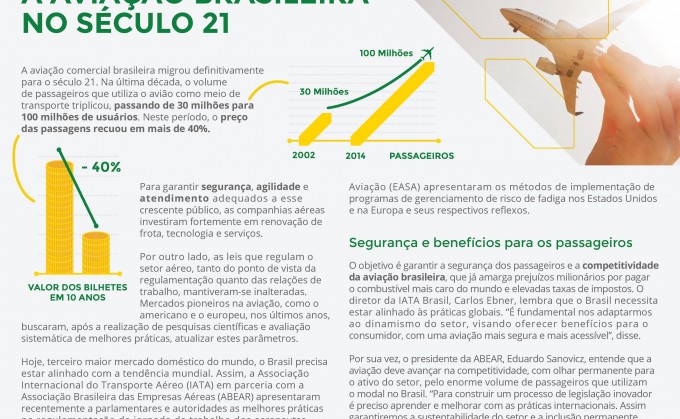 A AVIAÇÃO BRASILEIRA
NO SÉCULO 21
A aviação comercial brasileira migrou definitivamente
para o século 21. Na última década, o volume
de passageiros que utiliza o avião como meio de
transporte triplicou, passando de 30 milhões para
100 milhões de usuários. Neste período, o preço
das passagens recuou em mais de 40%.
100 Milhões
30 Milhões
2002
2014
PASSAGEIROS
- 40%
VALOR DOS BILHETES
EM 10 ANOS
Para garantir segurança, agilidade e
atendimento adequados a esse
crescente público, as companhias aéreas
investiram fortemente em renovação de
frota, tecnologia e serviços.
Por outro lado, as leis que regulam o
setor aéreo, tanto do ponto de vista da
regulamentação quanto das relações de
trabalho, mantiveram-se inalteradas.
Mercados pioneiros na aviação, como o
americano e o europeu, nos últimos anos,
buscaram, após a realização de pesquisas científicas e avaliação
sistemática de melhores práticas, atualizar estes parâmetros.
Hoje, terceiro maior mercado doméstico do mundo, o Brasil precisa
estar alinhado com a tendência mundial. Assim, a Associação
Internacional do Transporte Aéreo (IATA) em parceria com a
Associação Brasileira das Empresas Aéreas (ABEAR) apresentaram
recentemente a parlamentares e autoridades as melhores práticas
Aviação (EASA) apresentaram os métodos de implementação de
programas de gerenciamento de risco de fadiga nos Estados Unidos
e na Europa e seus respectivos reflexos.
Segurança e benefícios para os passageiros
O objetivo é garantir a segurança dos passageiros e a competitividade
da aviação brasileira, que já amarga prejuízos milionários por pagar
o combustível mais caro do mundo e elevadas taxas de impostos. O
diretor da IATA Brasil, Carlos Ebner, lembra que o Brasil necessita
estar alinhado às práticas globais. “É fundamental nos adaptarmos
ao dinamismo do setor, visando oferecer benefícios para o
consumidor, com uma aviação mais segura e mais acessível”, disse.
Por sua vez, o presidente da ABEAR, Eduardo Sanovicz, entende que a
aviação deve avançar na competitividade, com olhar permanente para
o ativo do setor, pelo enorme volume de passageiros que utilizam
o modal no Brasil. “Para construir um processo de legislação inovador
é preciso aprender e melhorar com as práticas internacionais. Assim
garantiremos a sustentabilidade do setor e a inclusão permanente